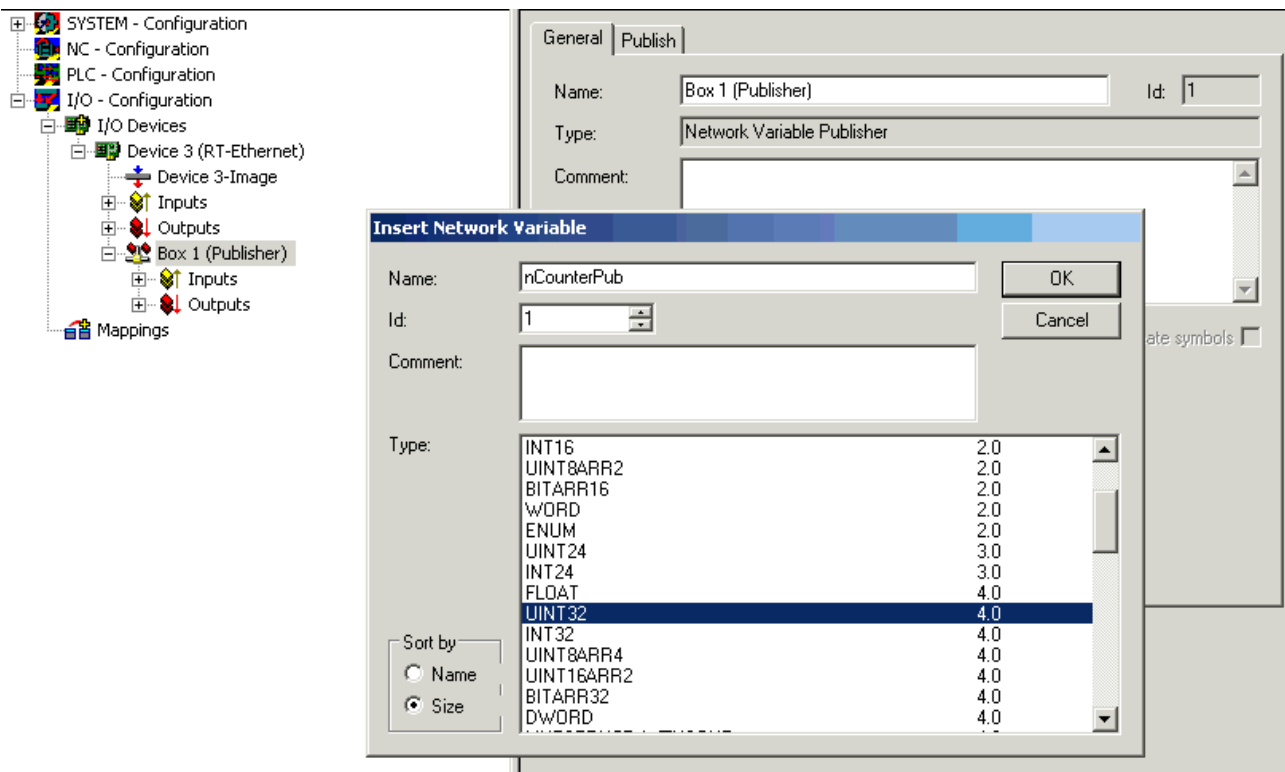 SYSTEM - Configuration
NC - Configuration
PLC - Configuration
I/O - Configuration
I/O Devices
Device 3 (RT-Ethernet)
Device 3-Image
Inputs
Outputs
Box 1 (Publisher)
Inputs
Outputs
Mappings
General Publish
Name: Box 1 (Publisher) Id: 1
Type: Network Variable Publisher
Comment:
ate symbols
Insert Network Variable
Name: nCounterPub OK
Id: 1 Cancel
Comment:
Type:
INT16 2.0
UINT8ARR2 2.0
BITARR16 2.0
WORD 2.0
ENUM 2.0
UINT24 3.0
INT24 3.0
FLOAT 4.0
UINT32 4.0
INT32 4.0
UINT8ARR4 4.0
UINT16ARR2 4.0
BITARR32 4.0
DWORD 4.0
Sort by
Name
Size